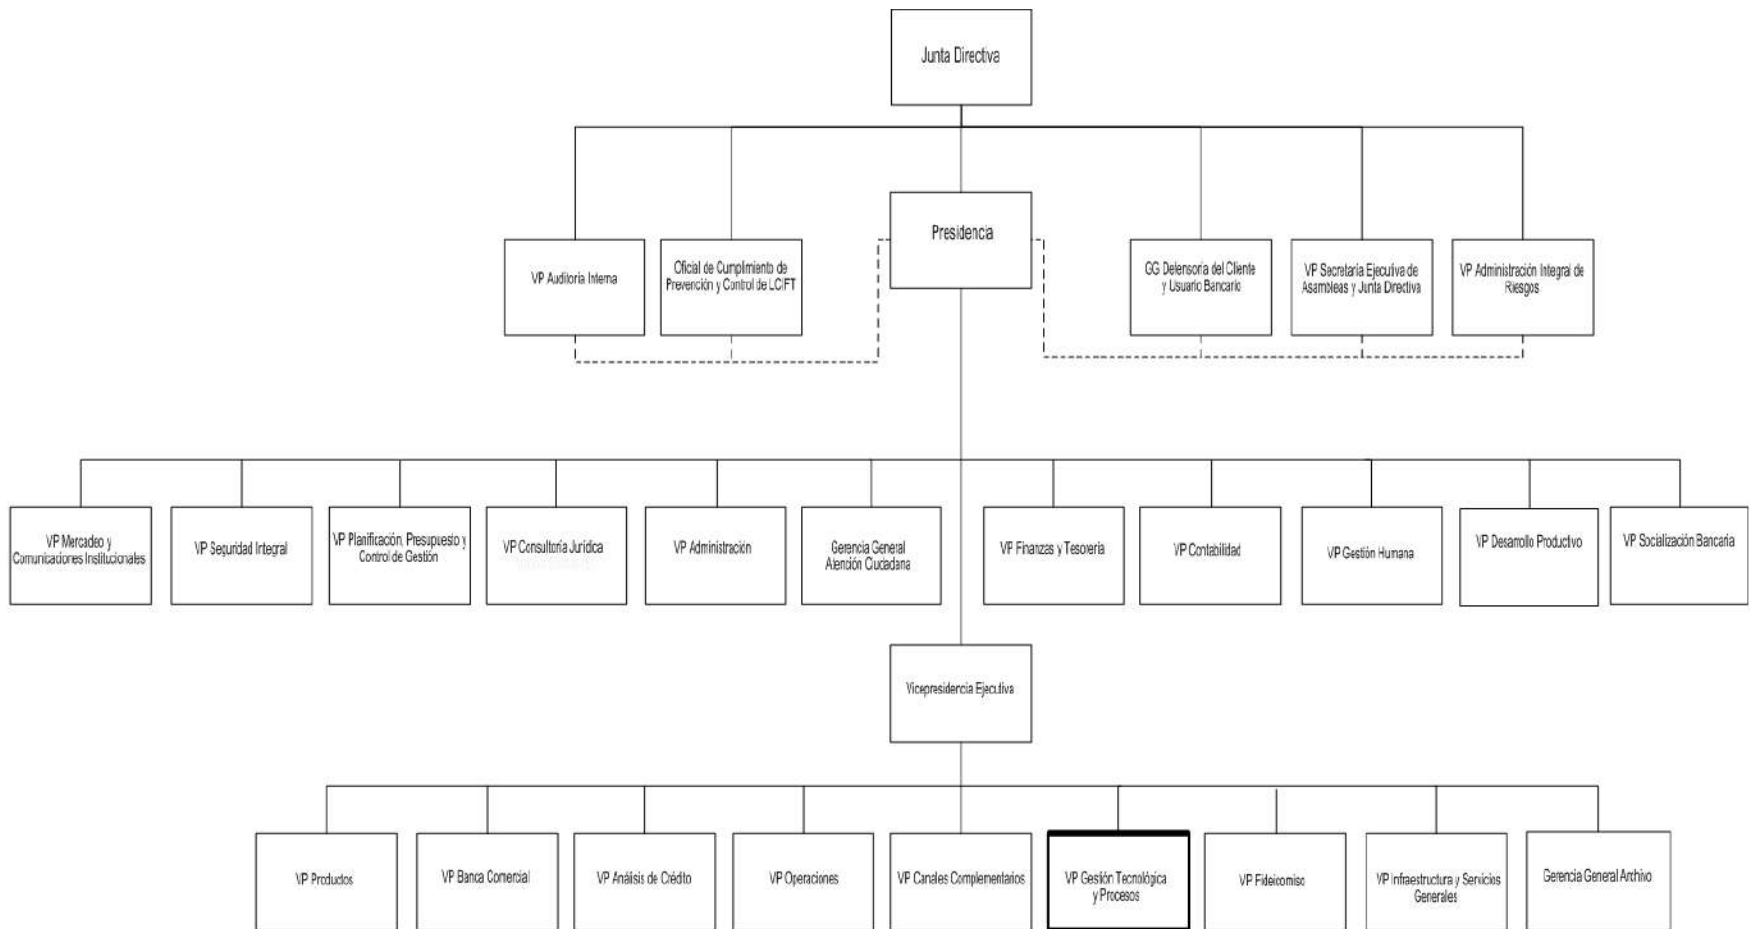 Junta Directiva
Presidencia
VP Auditoria Interna
Oficial de Cumplimiento de
Prevención y Control de LC/FT
GG Defensoría del Cliente
y Usuario Bancario
VP Secretaria Ejecutiva de
Asambleas y Junta Directiva
VP Administración Integral de
Riesgos
VP Mercadeo y
Comunicaciones Institucionales
VP Seguridad Integral
VP Planificación, Presupuesto y
Control de Gestión
VP Consultoría Jurídica
VP Administración
Gerencia General
Atención Ciudadana
VP Finanzas y Tesorería
VP Contabilidad
VP Gestión Humana
VP Desarrollo Productivo
VP Socialización Bancaria
Vicepresidencia Ejecutiva
VP Productos
VP Banca Comercial
VP Análisis de Crédito
VP Operaciones
VP Canales Complementarios
VP Gestión Tecnológica
y Procesos
VP Fideicomiso
VP Infraestructura y Servicios
Generales
Gerencia General Archivo